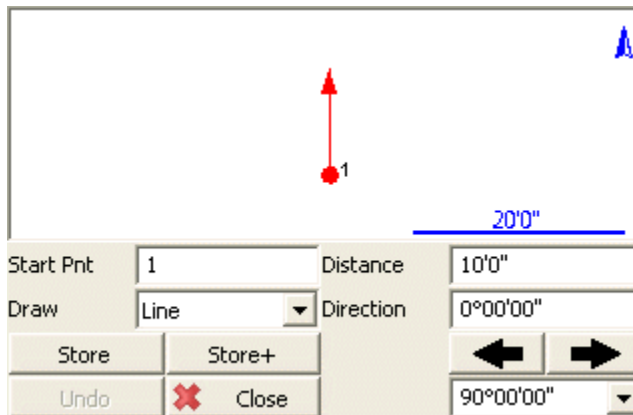 1
20'0"
Start Pnt 1 Distance 10'0"
Draw Line Direction 0°00'00"
Store Store+
Undo Close 90°00'00"